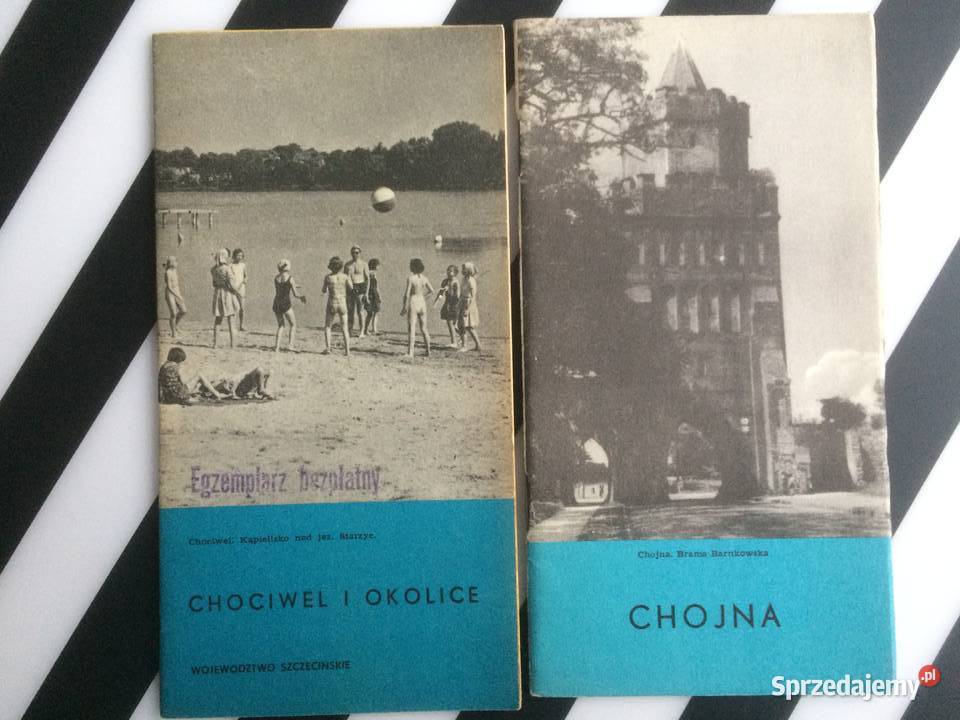 Egzemplarz bezpłatny
Chociwel. Kąpielisko nad jez. Starzyc.
CHOCIWEL I OKOLICE
WOJEWÓDZTWO SZCZECIŃSKIE
Chojna. Brama Barnkowska
CHOJNA
Sprzedajemy.pl